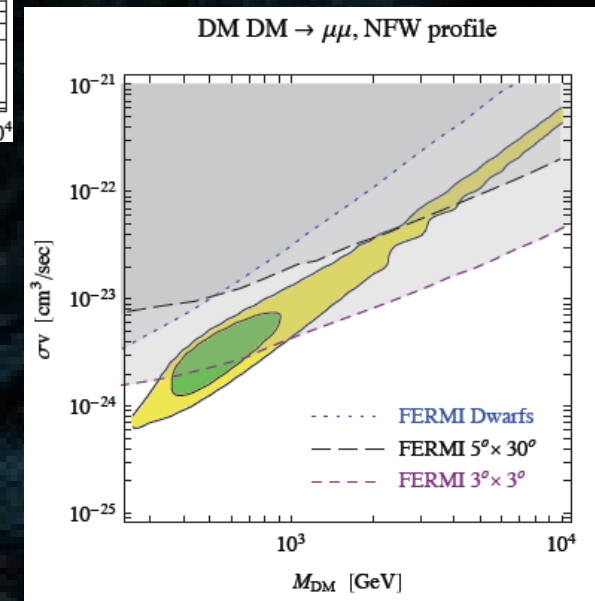 0⁴
DM DM → μμ, NFW profile
10⁻²¹
10⁻²²
10⁻²³
10⁻²⁴
10⁻²⁵
σv [cm³/sec]
FERMI Dwarfs
FERMI 5° × 30°
FERMI 3° × 3°
10³
10⁴
M_DM [GeV]